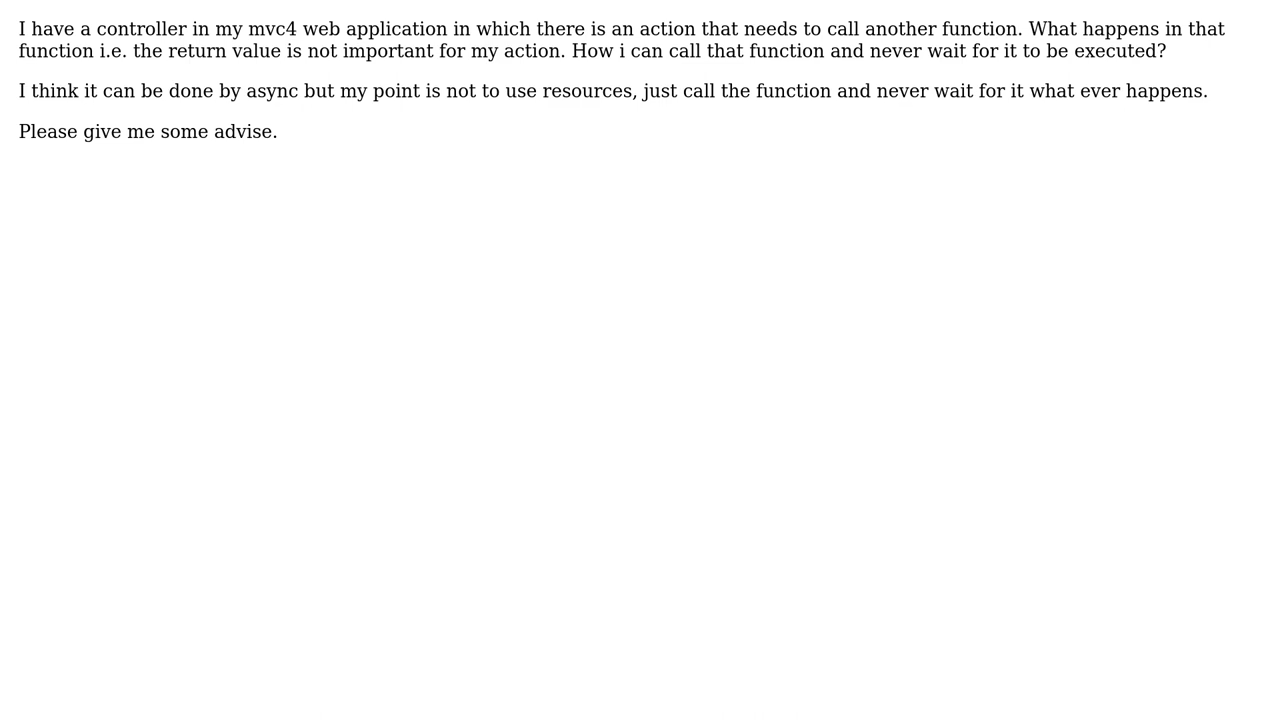 I have a controller in my mvc4 web application in which there is an action that needs to call another function. What happens in that
function i.e. the return value is not important for my action. How i can call that function and never wait for it to be executed?
I think it can be done by async but my point is not to use resources, just call the function and never wait for it what ever happens.
Please give me some advise.